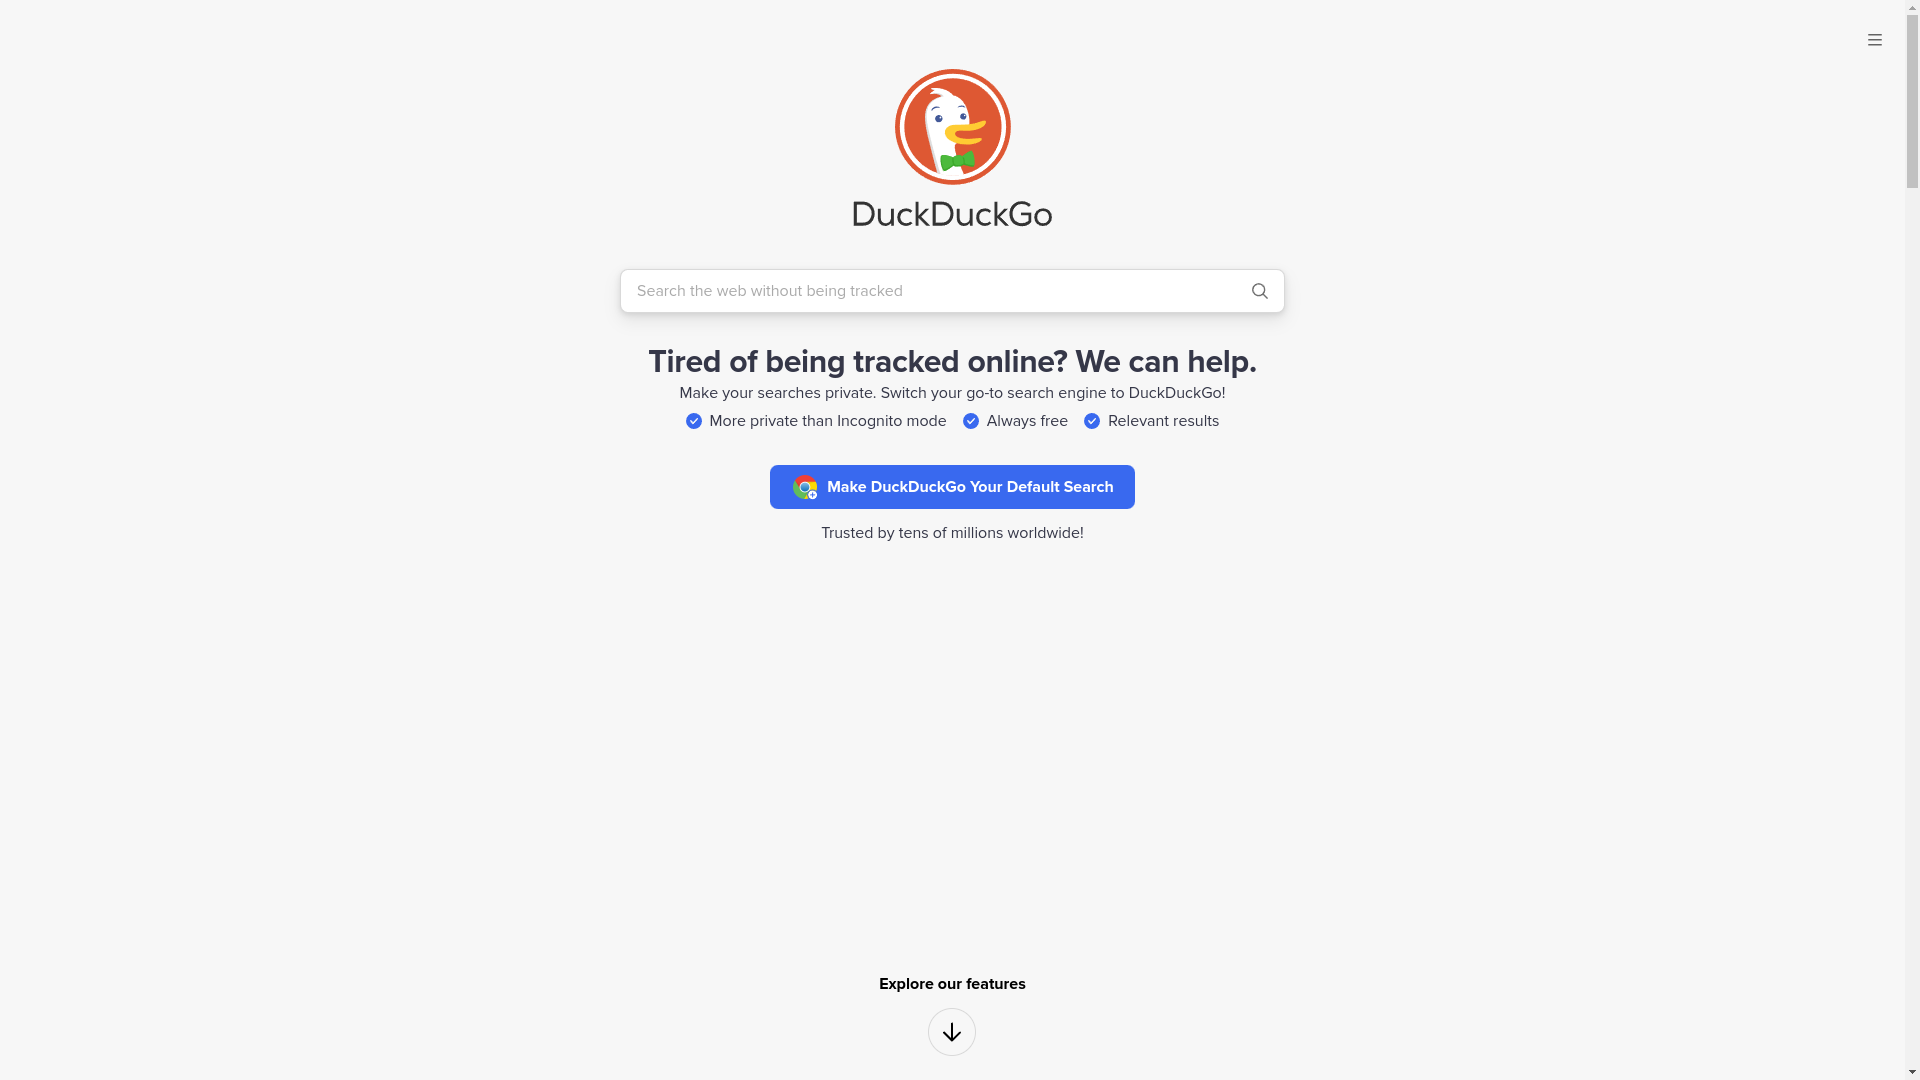 DuckDuckGo
Search the web without being tracked
Tired of being tracked online? We can help.
Make your searches private. Switch your go-to search engine to DuckDuckGo!
More private than Incognito mode Always free Relevant results
Make DuckDuckGo Your Default Search
Trusted by tens of millions worldwide!
Explore our features